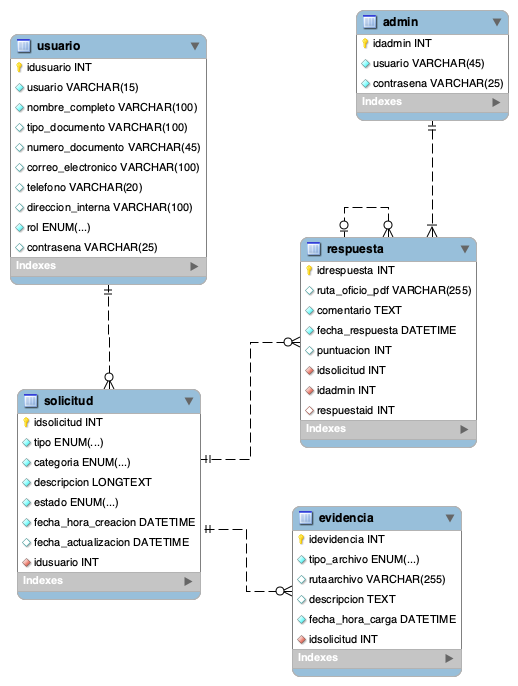 usuario
idusuario INT
usuario VARCHAR(15)
nombre_completo VARCHAR(100)
tipo_documento VARCHAR(100)
numero_documento VARCHAR(45)
correo_electronico VARCHAR(100)
telefono VARCHAR(20)
direccion_interna VARCHAR(100)
rol ENUM(...)
contrasena VARCHAR(25)
Indexes
admin
idadmin INT
usuario VARCHAR(45)
contrasena VARCHAR(25)
Indexes
respuesta
idrespuesta INT
ruta_oficio_pdf VARCHAR(255)
comentario TEXT
fecha_respuesta DATETIME
puntuacion INT
idsolicitud INT
idadmin INT
respuestaid INT
Indexes
solicitud
idsolicitud INT
tipo ENUM(...)
categoria ENUM(...)
descripcion LONGTEXT
estado ENUM(...)
fecha_hora_creacion DATETIME
fecha_actualizacion DATETIME
idusuario INT
Indexes
evidencia
idevidencia INT
tipo_archivo ENUM(...)
rutaarchivo VARCHAR(255)
descripcion TEXT
fecha_hora_carga DATETIME
idsolicitud INT
Indexes